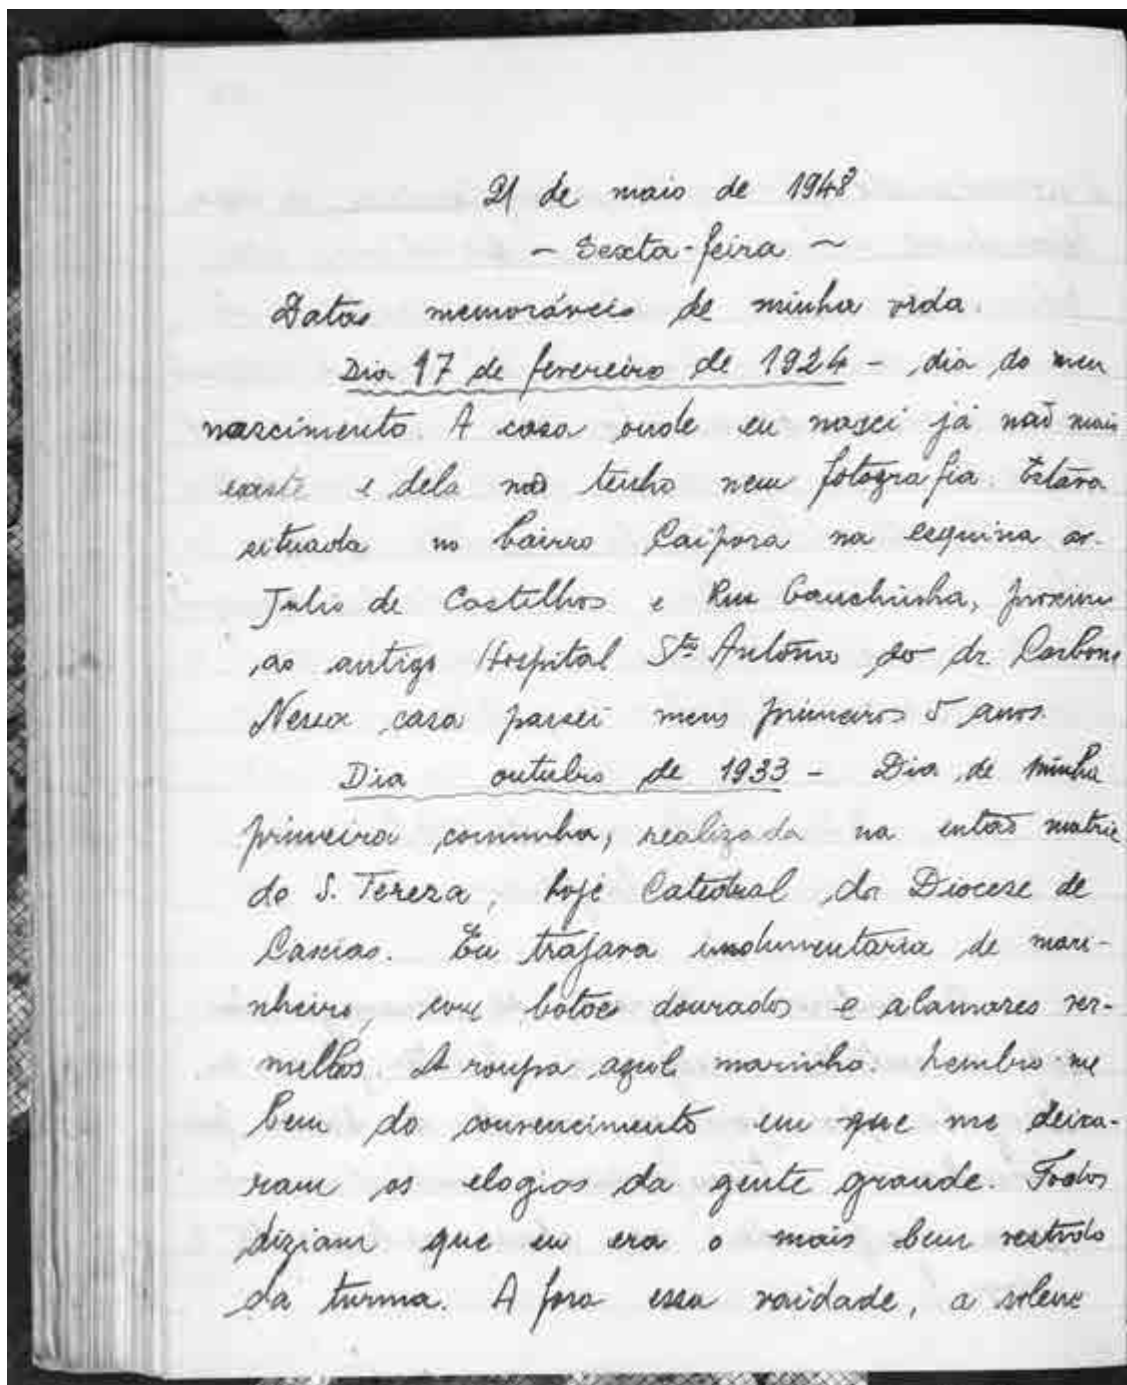 21 de maio de 1948
~ Sexta-feira ~
Datas memoráveis de minha vida.
Dia 17 de fevereiro de 1924 - dia do meu
nascimento. A casa onde eu nasci já não mais
existe e dela não tenho nem fotografia. Estava
situada no bairro Caipora na esquina av.
Julio de Castilhos e Rua Gauchinha, proximo
ao antigo Hospital Sto Antônio do dr. Carbone
Nessa casa passei meus primeiros 5 anos.
Dia outubro de 1933 - Dia de minha
primeira comunhão, realizada na então matriz
de S. Tereza, hoje Catedral da Diocese de
Caxias. Eu trajava indumentaria de mari-
nheiro, com botões dourados e alamares ver-
melhos. A roupa azul marinho. Lembro-me
bem do convencimento em que me deixa-
ram os elogios da gente grande. Todos
diziam que eu era o mais bem vestido
da turma. A fora essa vaidade, a solene